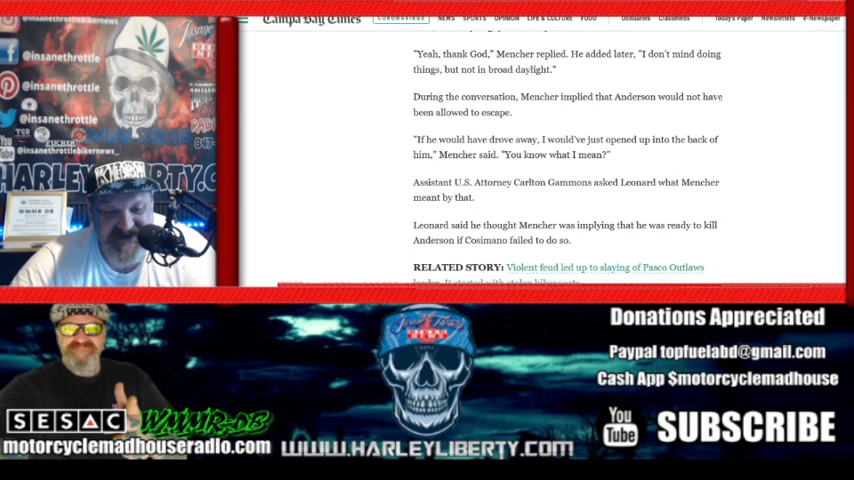 Tampa Bay Times
CORONAVIRUS
NEWS SPORTS OPINION LIFE & CULTURE FOOD
Obituaries Classifieds
Today's Paper Newsletters e-Newspaper
"Yeah, thank God," Mencher replied. He added later, "I don't mind doing
things, but not in broad daylight."
During the conversation, Mencher implied that Anderson would not have
been allowed to escape.
"If he would have drove away, I would've just opened up into the back of
him," Mencher said. "You know what I mean?"
Assistant U.S. Attorney Carlton Gammons asked Leonard what Mencher
meant by that.
Leonard said he thought Mencher was implying that he was ready to kill
Anderson if Cosimano failed to do so.
RELATED STORY: Violent feud led up to slaying of Pasco Outlaws
@insanethrottle
@insanethrottle
@insanethrottle
@insanethrottlebikernews_
HARLEYLIBERTY.C
Donations Appreciated
Paypal topfuelabd@gmail.com
Cash App $motorcyclemadhouse
You
Tube
SUBSCRIBE
SESAC WMMR-DB
motorcyclemadhouseradio.com
WWW.HARLEYLIBERTY.COM